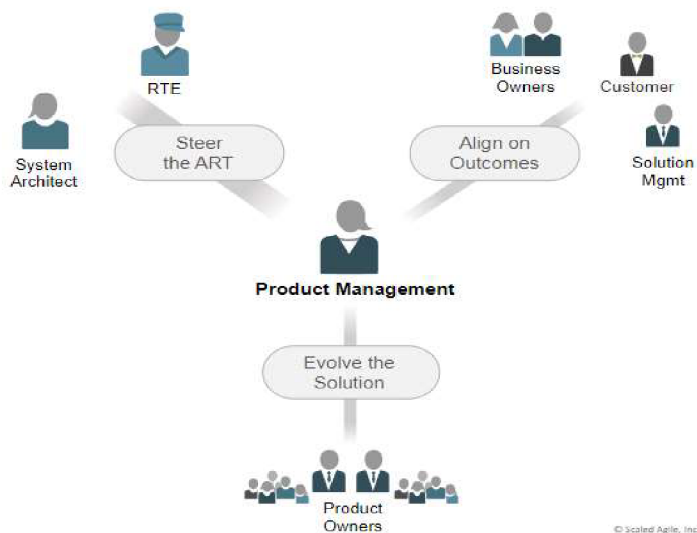 RTE
System
Architect
Steer
the ART
Business
Owners
Customer
Solution
Mgmt
Align on
Outcomes
Product Management
Evolve the
Solution
Product
Owners
© Scaled Agile, Inc